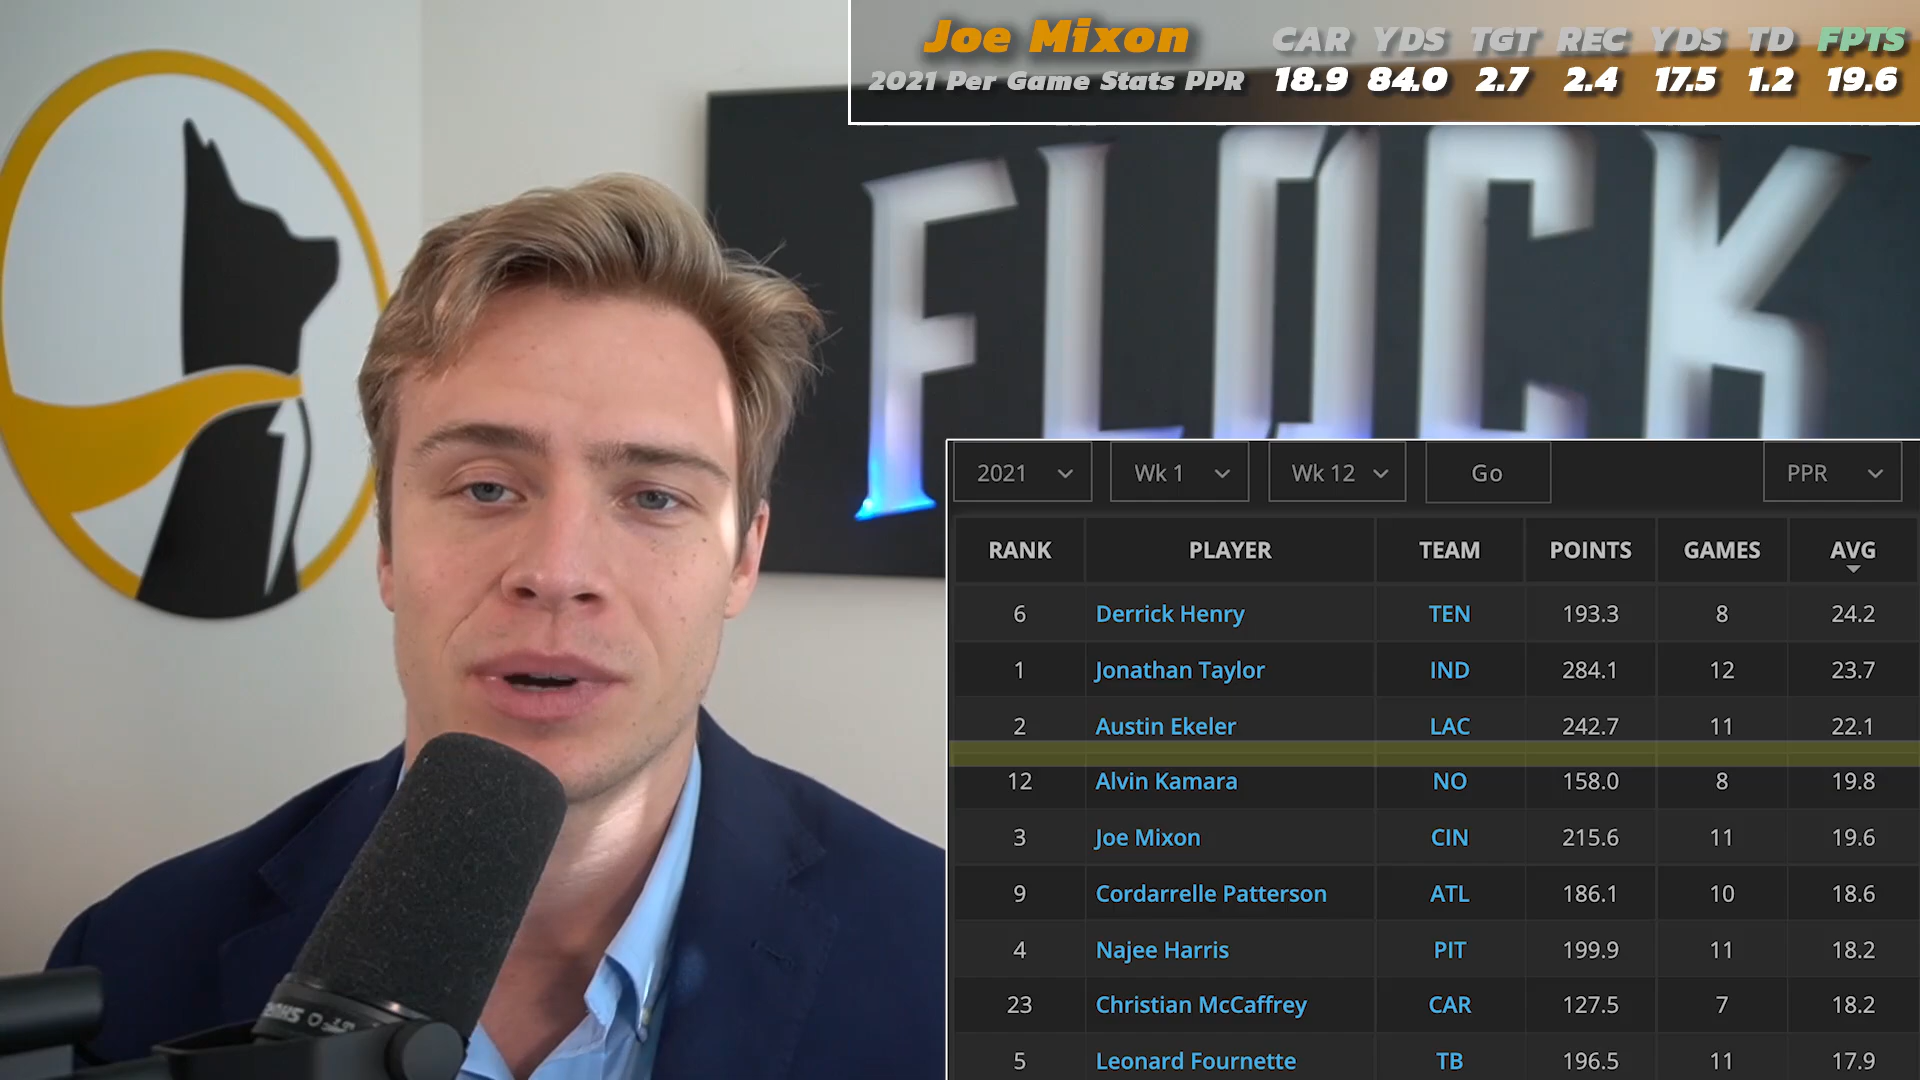 Joe Mixon CAR YDS TGT REC YDS TD FPTS
2021 Per Game Stats PPR 18.9 84.0 2.7 2.4 17.5 1.2 19.6
FLOCK
2021 Wk 1 Wk 12 Go PPR
RANK PLAYER TEAM POINTS GAMES AVG
6 Derrick Henry TEN 193.3 8 24.2
1 Jonathan Taylor IND 284.1 12 23.7
2 Austin Ekeler LAC 242.7 11 22.1
12 Alvin Kamara NO 158.0 8 19.8
3 Joe Mixon CIN 215.6 11 19.6
9 Cordarrelle Patterson ATL 186.1 10 18.6
4 Najee Harris PIT 199.9 11 18.2
23 Christian McCaffrey CAR 127.5 7 18.2
5 Leonard Fournette TB 196.5 11 17.9